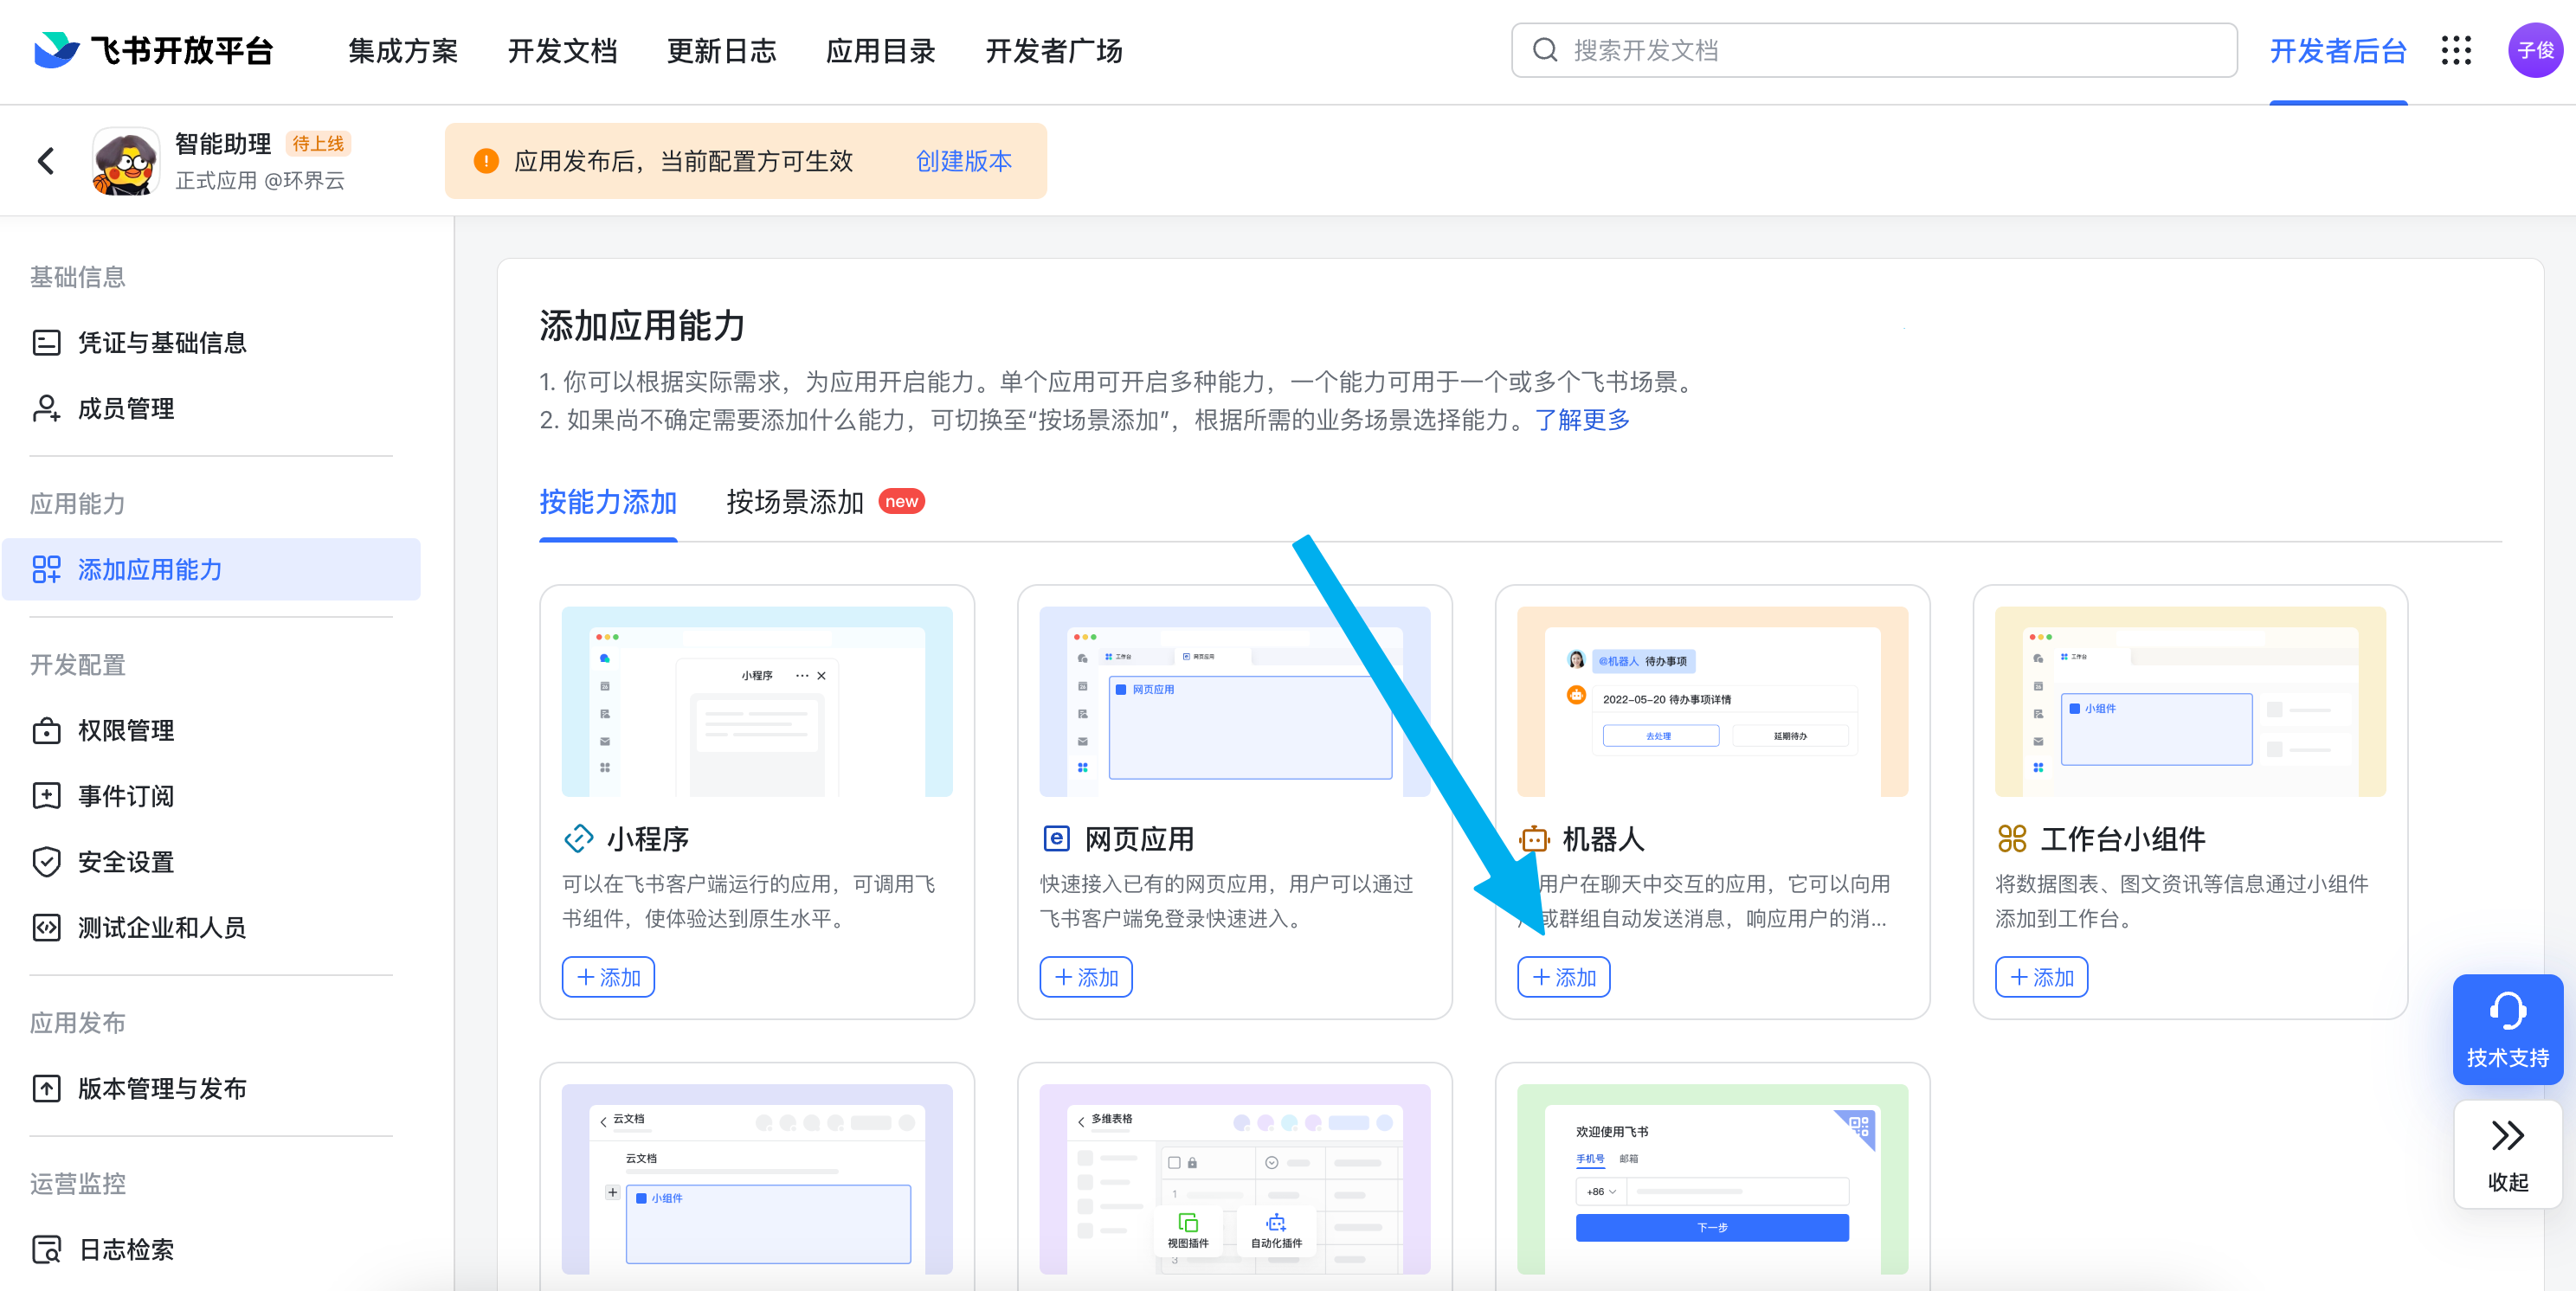 飞书开放平台
集成方案
开发文档
更新日志
应用目录
开发者广场
搜索开发文档
开发者后台
子俊
智能助理 待上线
正式应用 @环界云
应用发布后，当前配置方可生效 创建版本
基础信息
凭证与基础信息
成员管理
应用能力
添加应用能力
开发配置
权限管理
事件订阅
安全设置
测试企业和人员
应用发布
版本管理与发布
运营监控
日志检索
添加应用能力
1. 你可以根据实际需求，为应用开启能力。单个应用可开启多种能力，一个能力可用于一个或多个飞书场景。
2. 如果尚不确定需要添加什么能力，可切换至“按场景添加”，根据所需的业务场景选择能力。了解更多
按能力添加
按场景添加 new
小程序
小程序
可以在飞书客户端运行的应用，可调用飞
书组件，使体验达到原生水平。
+ 添加
工作台
网页应用
网页应用
网页应用
快速接入已有的网页应用，用户可以通过
飞书客户端免登录快速进入。
+ 添加
@机器人 待办事项
2022-05-20 待办事项详情
去处理
延期待办
机器人
用户在聊天中交互的应用，它可以向用
或群组自动发送消息，响应用户的消...
+ 添加
工作台
小组件
工作台小组件
将数据图表、图文资讯等信息通过小组件
添加到工作台。
+ 添加
云文档
云文档
小组件
多维表格
1
3
视图插件
自动化插件
欢迎使用飞书
手机号 邮箱
+86
下一步
技术支持
收起